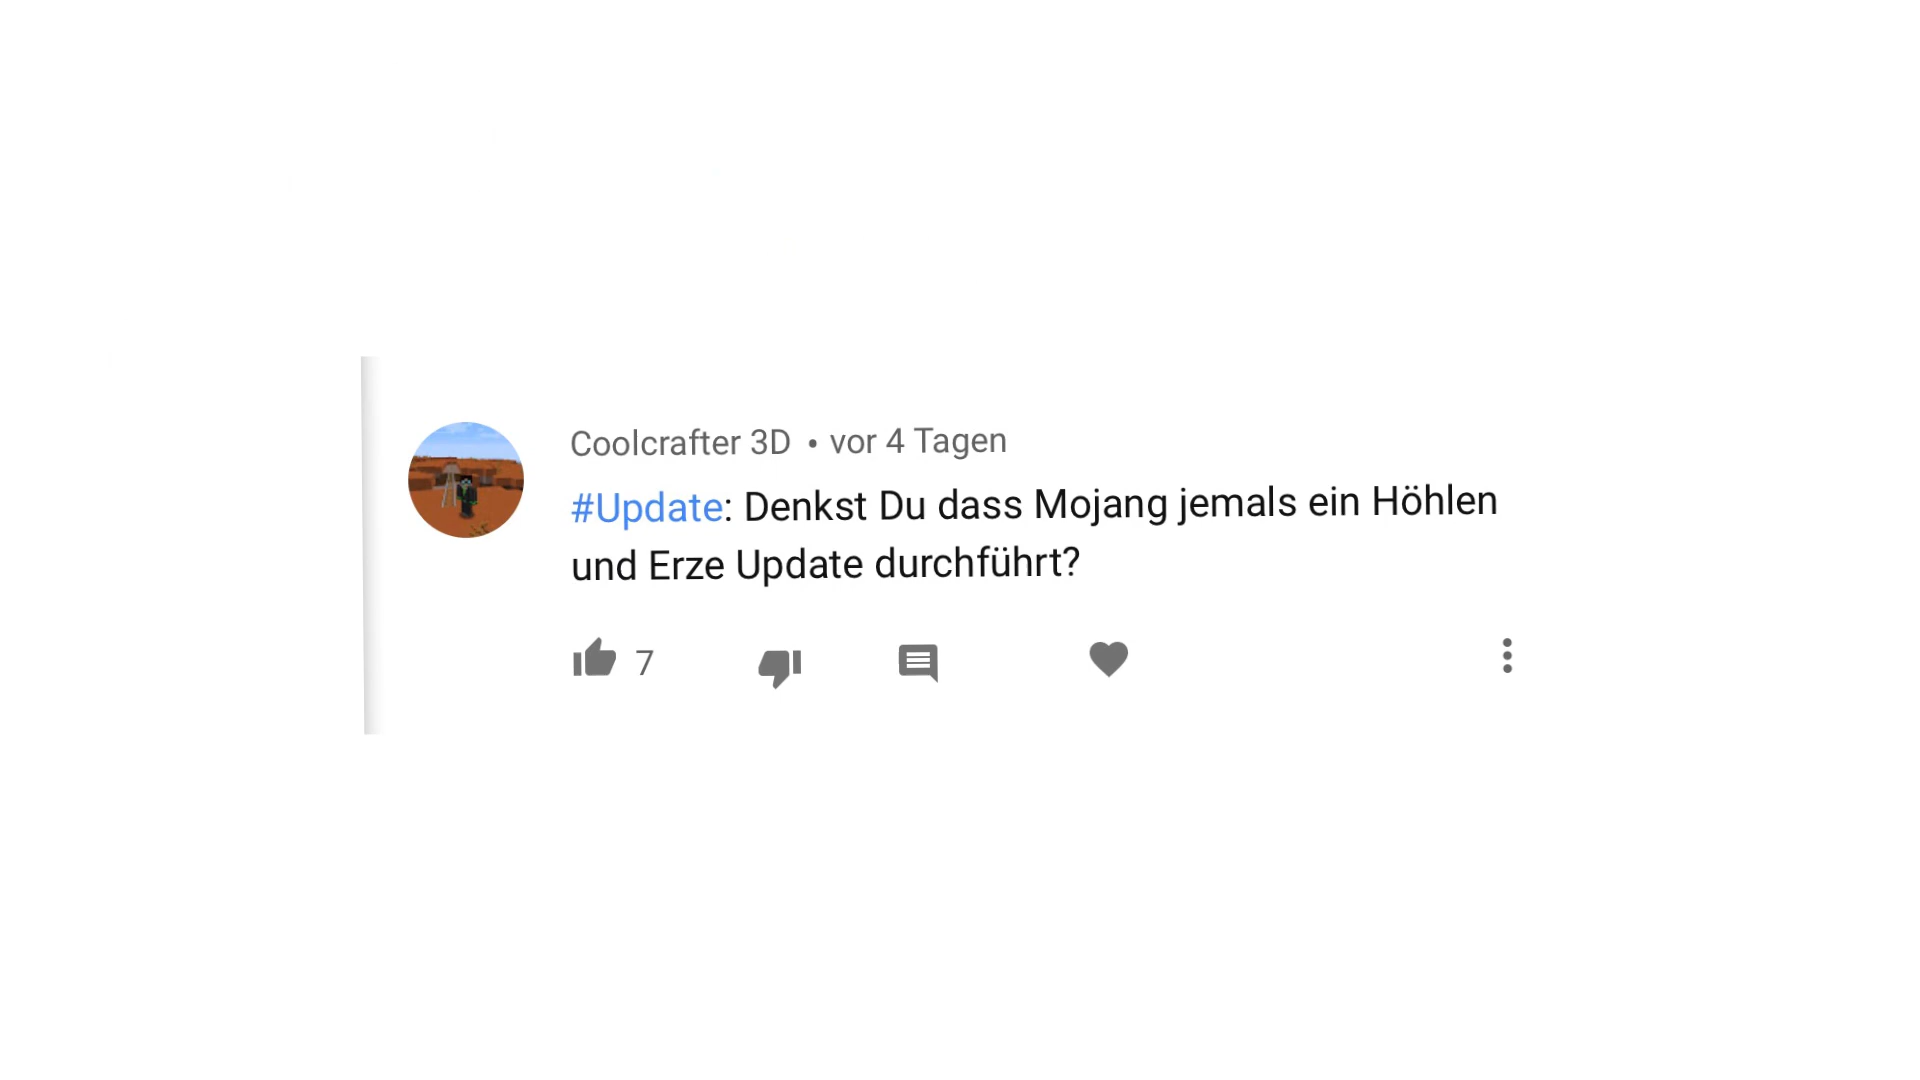 Coolcrafter 3D • vor 4 Tagen
#Update: Denkst Du dass Mojang jemals ein Höhlen
und Erze Update durchführt?
7